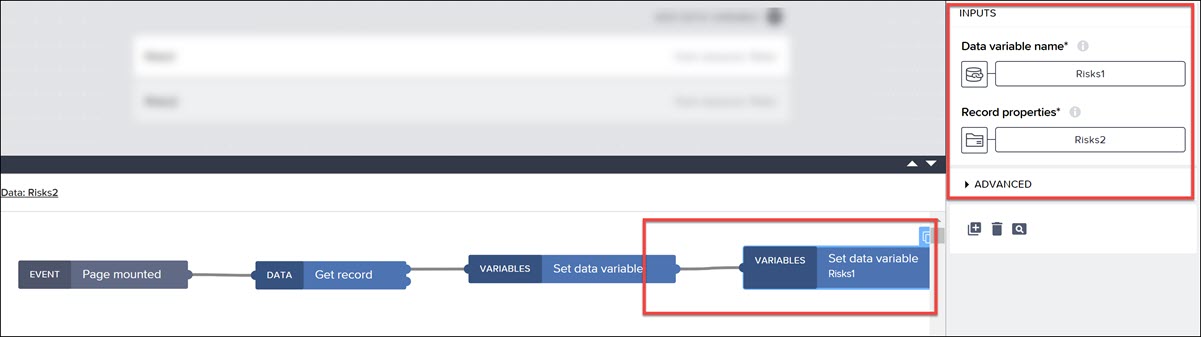 INPUTS
Data variable name*
Risks1
Record properties*
Risks2
ADVANCED
Data: Risks2
EVENT Page mounted
DATA Get record
VARIABLES Set data variable
VARIABLES Set data variable
Risks1